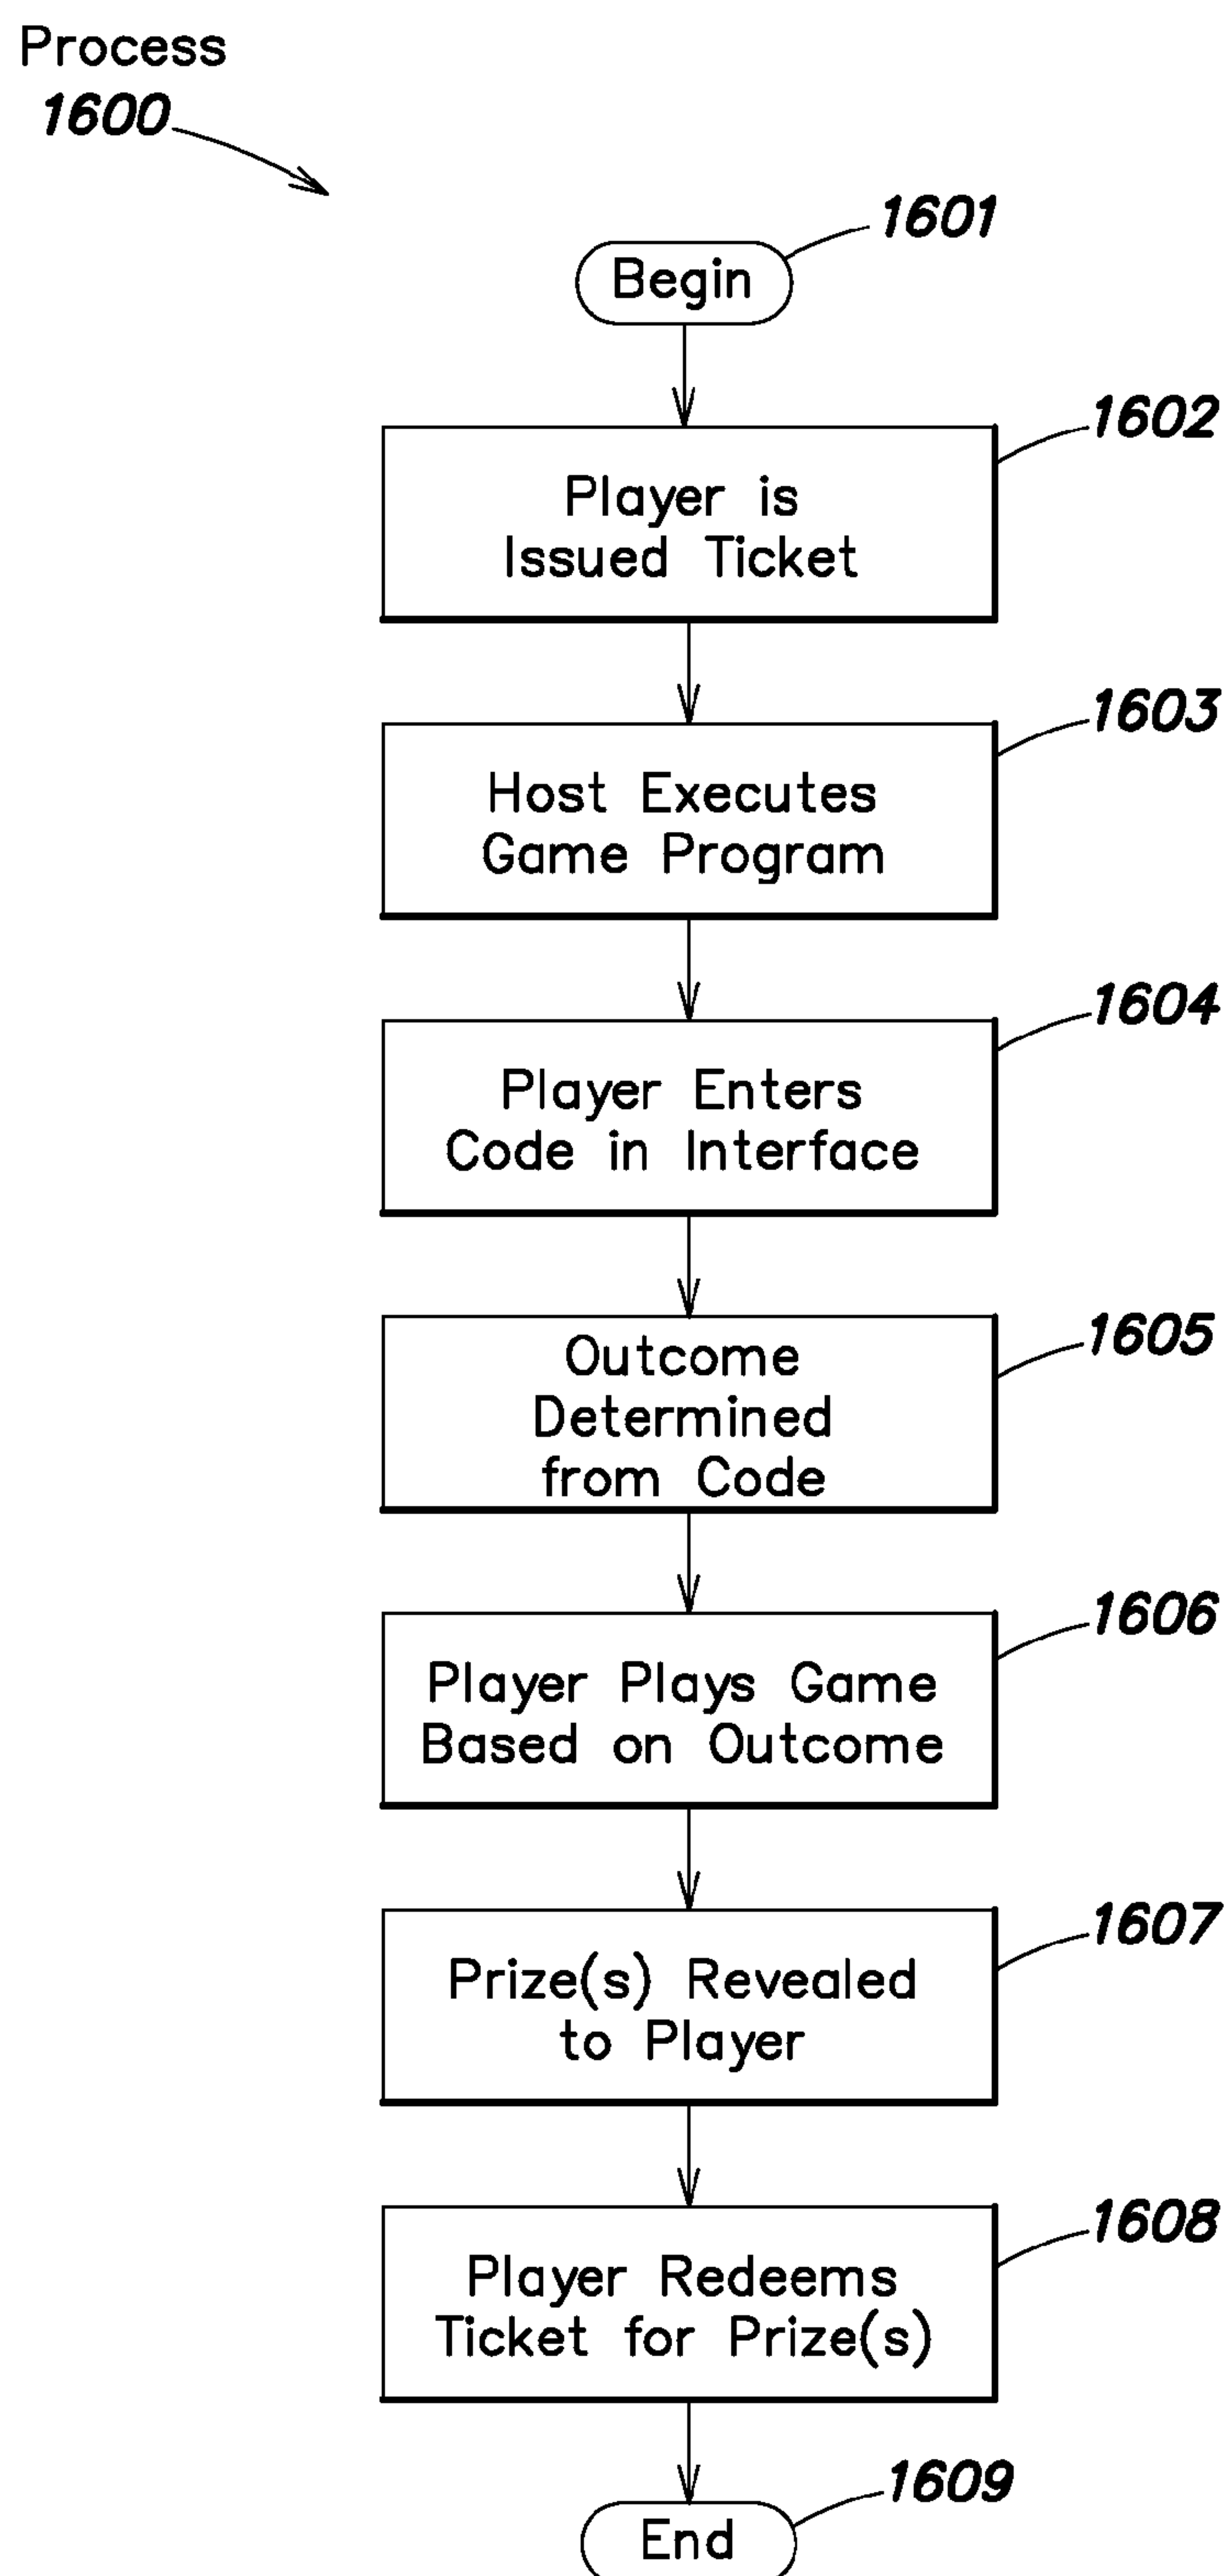 Process
1600
1601
Begin
1602
Player is
Issued Ticket
1603
Host Executes
Game Program
1604
Player Enters
Code in Interface
1605
Outcome
Determined
from Code
1606
Player Plays Game
Based on Outcome
1607
Prize(s) Revealed
to Player
1608
Player Redeems
Ticket for Prize(s)
1609
End